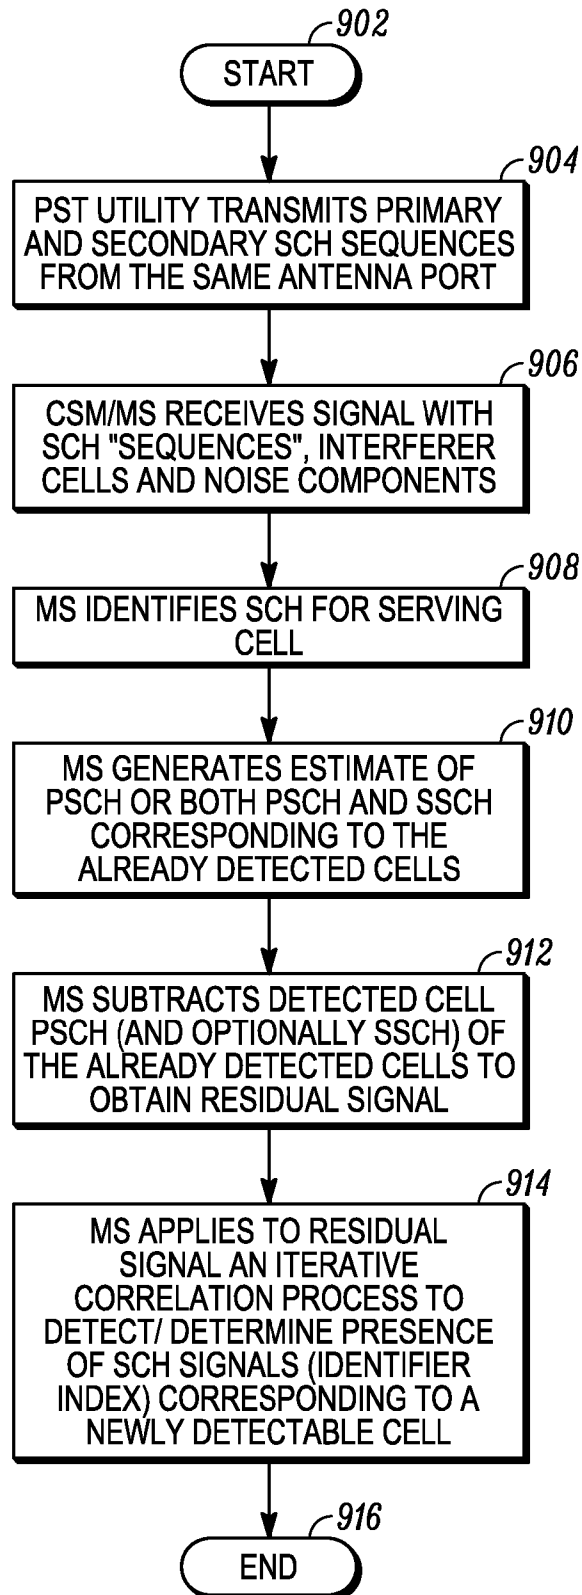 902
START
904
PST UTILITY TRANSMITS PRIMARY
AND SECONDARY SCH SEQUENCES
FROM THE SAME ANTENNA PORT
906
CSM/MS RECEIVES SIGNAL WITH
SCH "SEQUENCES", INTERFERER
CELLS AND NOISE COMPONENTS
908
MS IDENTIFIES SCH FOR SERVING
CELL
910
MS GENERATES ESTIMATE OF
PSCH OR BOTH PSCH AND SSCH
CORRESPONDING TO THE
ALREADY DETECTED CELLS
912
MS SUBTRACTS DETECTED CELL
PSCH (AND OPTIONALLY SSCH) OF
THE ALREADY DETECTED CELLS TO
OBTAIN RESIDUAL SIGNAL
914
MS APPLIES TO RESIDUAL
SIGNAL AN ITERATIVE
CORRELATION PROCESS TO
DETECT/ DETERMINE PRESENCE
OF SCH SIGNALS (IDENTIFIER
INDEX) CORRESPONDING TO A
NEWLY DETECTABLE CELL
916
END